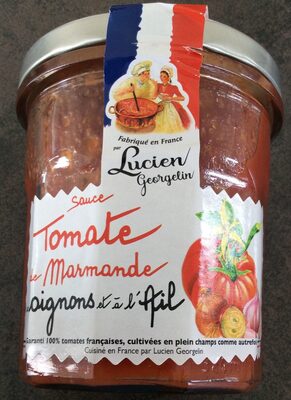 Fabriqué en France
par
Lucien
Georgelin
Sauce
Tomate
de Marmande
oignons et à l'Ail
Garanti 100% tomates françaises, cultivées en plein champs comme autrefois
Cuisiné en France par Lucien Georgelin